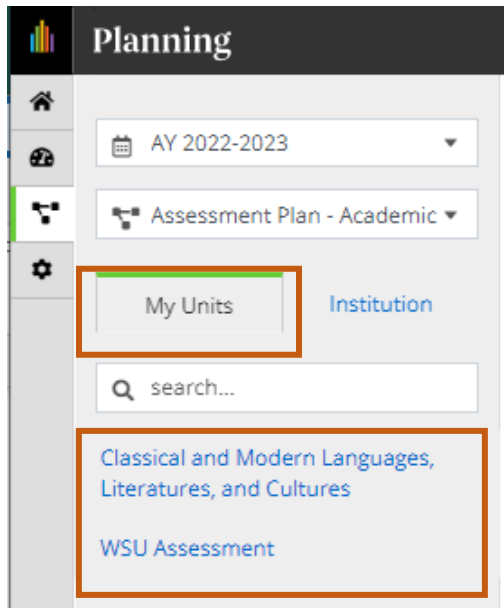 Planning
AY 2022-2023
Assessment Plan - Academic
My Units
Institution
search...
Classical and Modern Languages,
Literatures, and Cultures
WSU Assessment